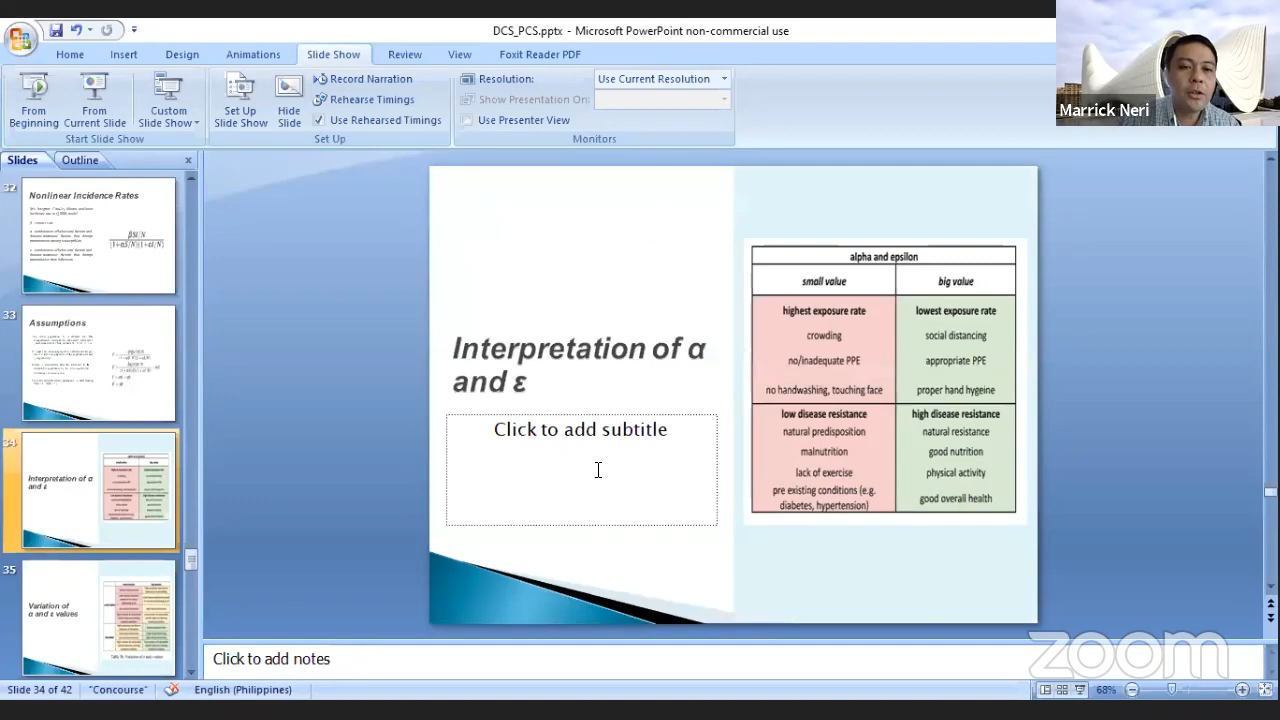 DCS_PCS.pptx - Microsoft PowerPoint non-commercial use
Home Insert Design Animations Slide Show Review View Foxit Reader PDF
From Beginning
From Current Slide
Custom Slide Show
Start Slide Show
Set Up Slide Show
Hide Slide
Record Narration
Rehearse Timings
Use Rehearsed Timings
Set Up
Resolution: Use Current Resolution
Show Presentation On:
Use Presenter View
Monitors
Marrick Neri
Slides Outline
32
Nonlinear Incidence Rates
33
Assumptions
34
Interpretation of α
and ε
35
Variation of
α and ε values
Interpretation of α
and ε
Click to add subtitle
alpha and epsilon
small value big value
highest exposure rate lowest exposure rate
crowding social distancing
no/inadequate PPE appropriate PPE
no handwashing, touching face proper hand hygeine
low disease resistance high disease resistance
natural predisposition natural resistance
malnutrition good nutrition
lack of exercise physical activity
pre existing conditions (e.g. diabetes, hypertension) good overall health
zoom
Click to add notes
Slide 34 of 42 "Concourse" English (Philippines) 68%